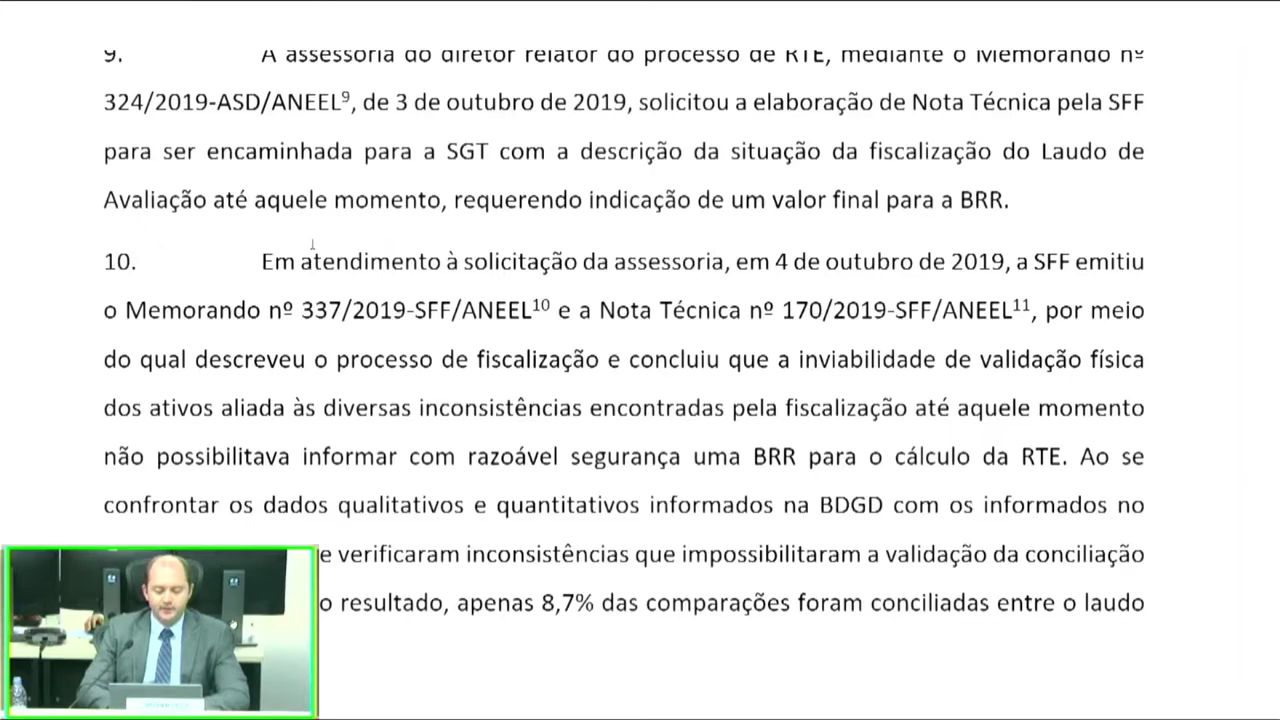 9. A assessoria do diretor relator do processo de RTE, mediante o Memorando nº
324/2019-ASD/ANEEL⁹, de 3 de outubro de 2019, solicitou a elaboração de Nota Técnica pela SFF
para ser encaminhada para a SGT com a descrição da situação da fiscalização do Laudo de
Avaliação até aquele momento, requerendo indicação de um valor final para a BRR.
10. Em atendimento à solicitação da assessoria, em 4 de outubro de 2019, a SFF emitiu
o Memorando nº 337/2019-SFF/ANEEL¹⁰ e a Nota Técnica nº 170/2019-SFF/ANEEL¹¹, por meio
do qual descreveu o processo de fiscalização e concluiu que a inviabilidade de validação física
dos ativos aliada às diversas inconsistências encontradas pela fiscalização até aquele momento
não possibilitava informar com razoável segurança uma BRR para o cálculo da RTE. Ao se
confrontar os dados qualitativos e quantitativos informados na BDGD com os informados no
e verificaram inconsistências que impossibilitaram a validação da conciliação
o resultado, apenas 8,7% das comparações foram conciliadas entre o laudo